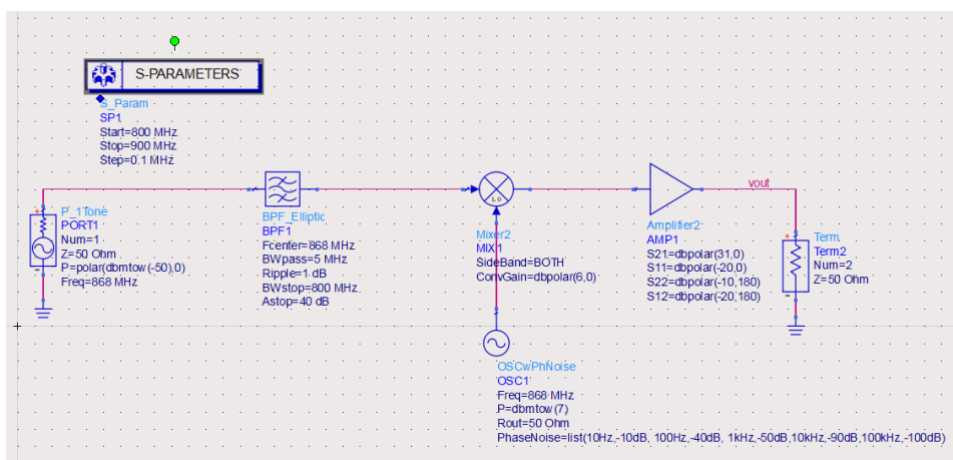 S-PARAMETERS
S_Param
SP1
Start=800 MHz
Stop=900 MHz
Step=0.1 MHz
P_1Tone
PORT1
Num=1
Z=50 Ohm
P=polar(dbmtow(-50),0)
Freq=868 MHz
BPF_Elliptic
BPF1
Fcenter=868 MHz
BWpass=5 MHz
Ripple=1 dB
BWstop=800 MHz
Astop=40 dB
LO
Mixer2
MIX1
SideBand=BOTH
ConvGain=dbpolar(6,0)
OSCwPhNoise
OSC1
Freq=868 MHz
P=dbmtow(7)
Rout=50 Ohm
PhaseNoise=list(10Hz,-10dB, 100Hz,-40dB, 1kHz,-50dB,10kHz,-90dB,100kHz,-100dB)
Amplifier2
AMP1
S21=dbpolar(31,0)
S11=dbpolar(-20,0)
S22=dbpolar(-10,180)
S12=dbpolar(-20,180)
vout
Term
Term2
Num=2
Z=50 Ohm